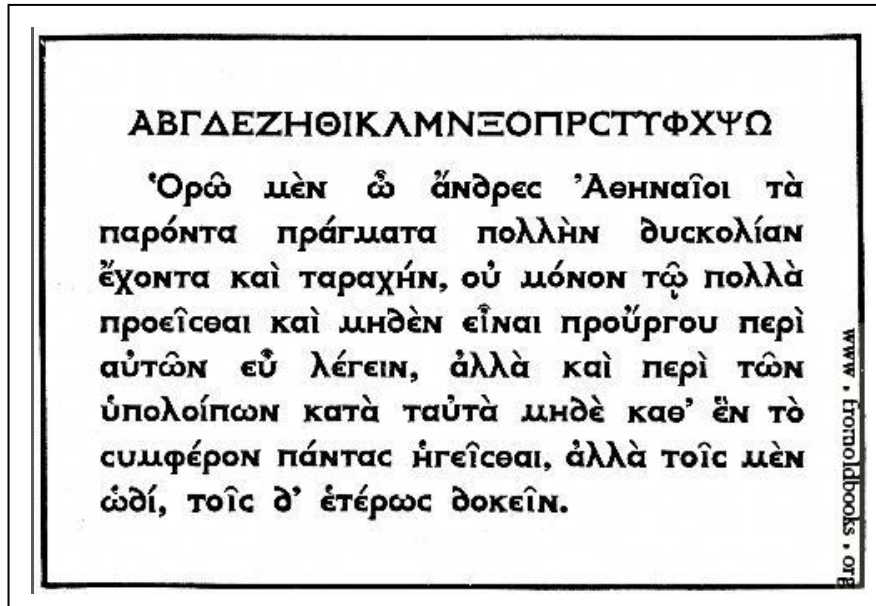 ΑΒΓΔΕΖΗΘΙΚΛΜΝΞΟΠΡϹΤΥΦΧΨΩ
Ὁρῶ μὲν ὦ ἄνδρεϲ Ἀθηναῖοι τὰ
παρόντα πράγματα πολλὴν δυϲκολίαν
ἔχοντα καὶ ταραχήν, οὐ μόνον τῷ πολλὰ
προεῖϲθαι καὶ μηδὲν εἶναι προὔργου περὶ
αὐτῶν εὖ λέγειν, ἀλλὰ καὶ περὶ τῶν
ὑπολοίπων κατὰ ταὐτὰ μηδὲ καθ’ ἓν τὸ
ϲυμφέρον πάνταϲ ἡγεῖϲθαι, ἀλλὰ τοῖϲ μὲν
ὡδί, τοῖϲ δ’ ἑτέρωϲ δοκεῖν.
www.fromoldbooks.org